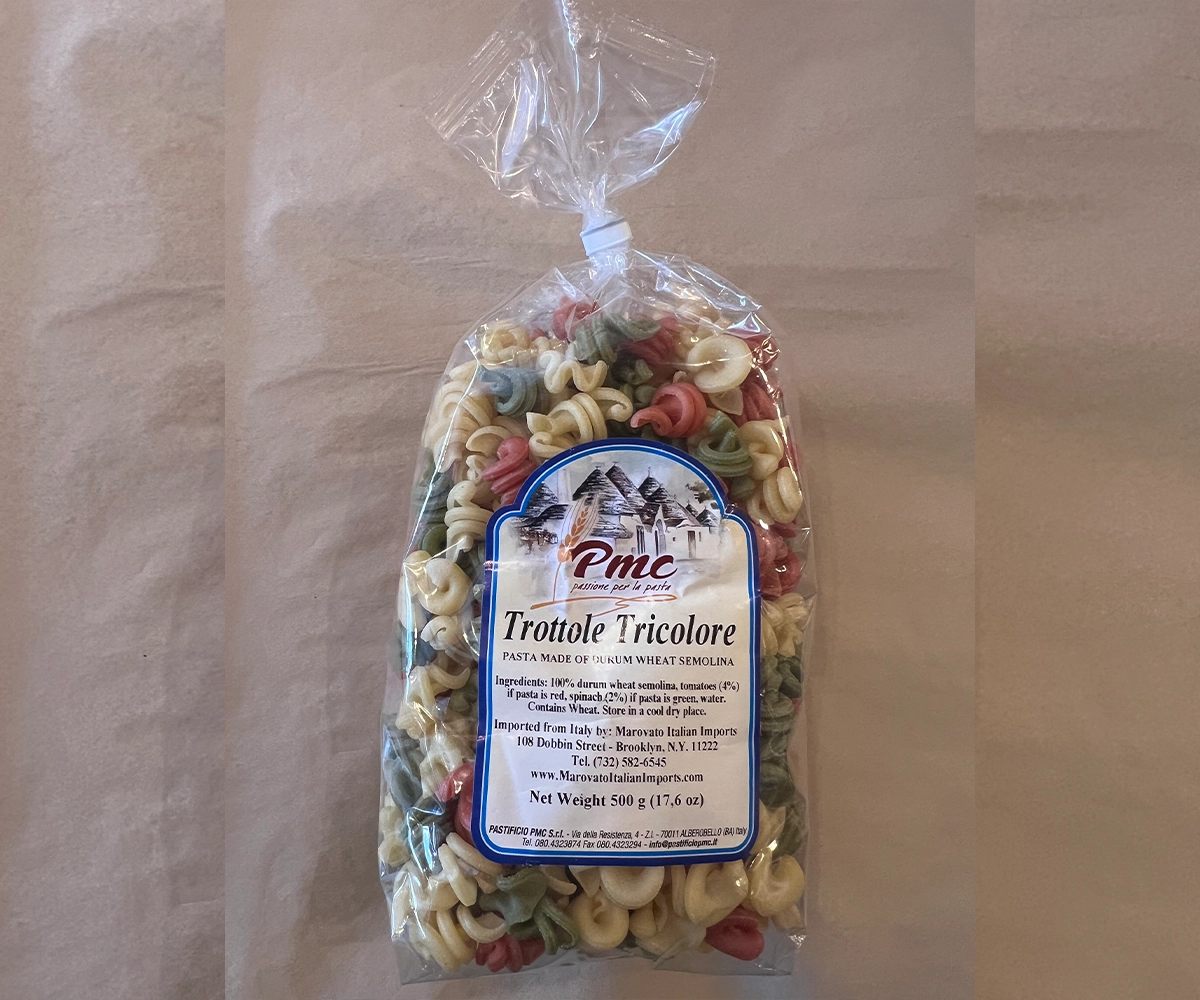 Pmc
passione per la pasta
Trottole Tricolore
PASTA MADE OF DURUM WHEAT SEMOLINA
Ingredients: 100% durum wheat semolina, tomatoes (4%)
if pasta is red, spinach (2%) if pasta is green, water.
Contains Wheat. Store in a cool dry place.
Imported from Italy by: Marovato Italian Imports
108 Dobbin Street - Brooklyn, N.Y. 11222
Tel. (732) 582-6545
www.MarovatoItalianImports.com
Net Weight 500 g (17,6 oz)
PASTIFICIO PMC S.r.l. - Via della Resistenza, 4 - Z.I. - 70011 ALBEROBELLO (BA) Italy
Tel. 080.4323874 Fax 080.4323294 - info@pastificiopmc.it